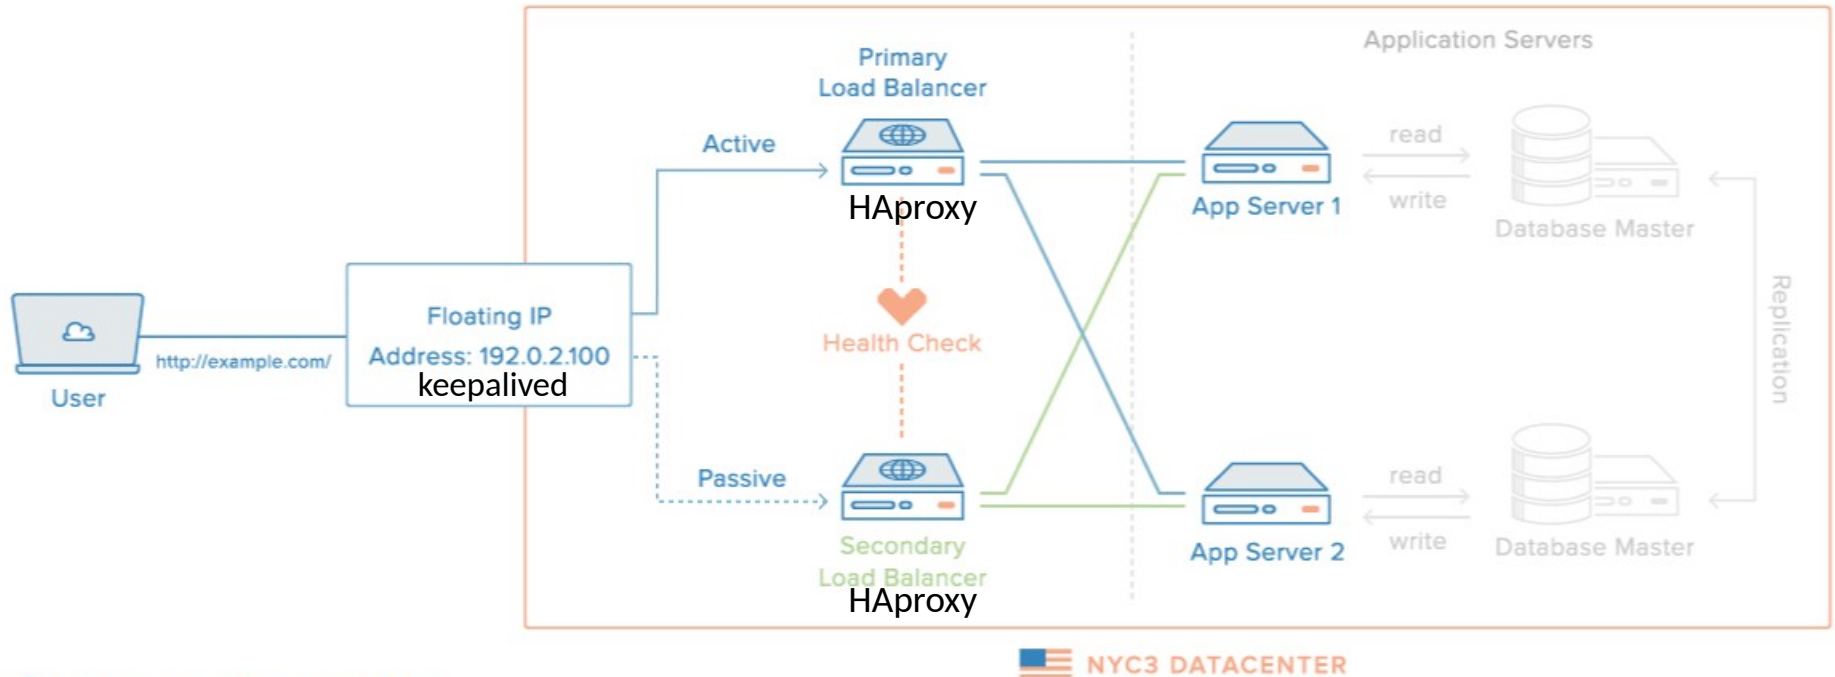 Application Servers
Primary
Load Balancer
Active
HAproxy
App Server 1
read
write
Database Master
User
http://example.com/
Floating IP
Address: 192.0.2.100
keepalived
Health Check
Replication
Passive
Secondary
Load Balancer
HAproxy
App Server 2
read
write
Database Master
NYC3 DATACENTER